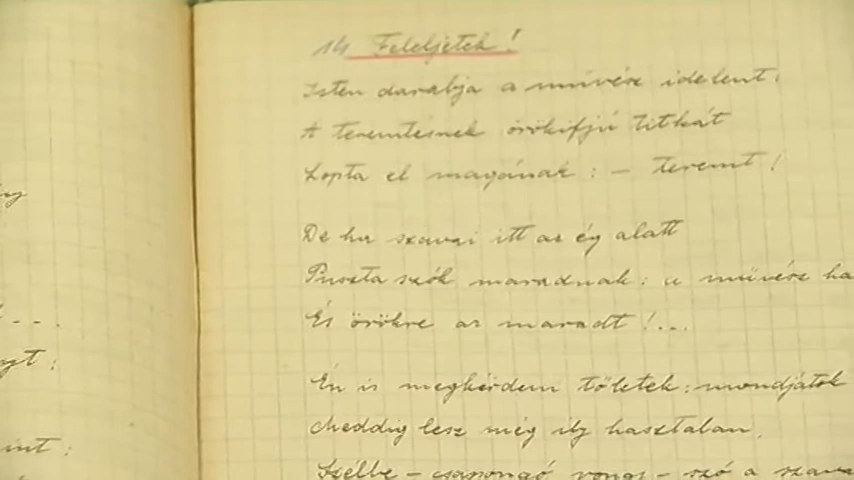 14 Feleljetek!
Isten darabja a művész idelent:
A teremtésnek örökifjú titkát
Lopta el magának: – teremt!
De ha szavai itt az ég alatt
Puszta szók maradnak: a művész ha
És örökre az maradt!...
Én is megkérdem tőletek: mondjátok
Meddig lesz még így hasztalan,
Szélbe – csapongó rongy – szó a szava